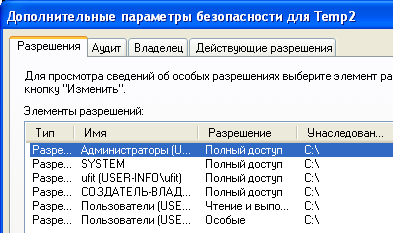 Дополнительные параметры безопасности для Temp2
Разрешения Аудит Владелец Действующие разрешения
Для просмотра сведений об особых разрешениях выберите элемент ра
кнопку "Изменить".
Элементы разрешений:
Тип Имя Разрешение Унаследован...
Разре... Администраторы (U... Полный доступ C:\
Разре... SYSTEM Полный доступ C:\
Разре... ufit (USER-INFO\ufit) Полный доступ C:\
Разре... СОЗДАТЕЛЬ-ВЛАД... Полный доступ C:\
Разре... Пользователи (USE... Чтение и выпо... C:\
Разре... Пользователи (USE... Особые C:\